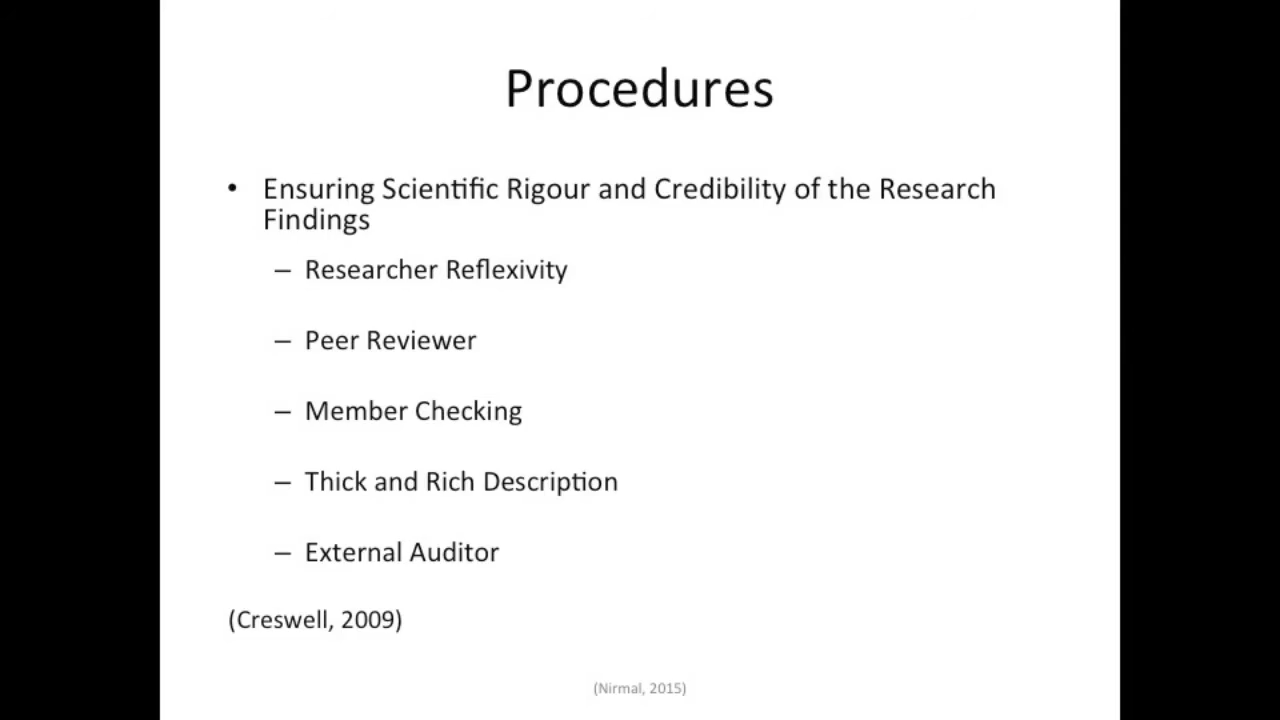 Procedures
• Ensuring Scientific Rigour and Credibility of the Research
Findings
– Researcher Reflexivity
– Peer Reviewer
– Member Checking
– Thick and Rich Description
– External Auditor
(Creswell, 2009)
(Nirmal, 2015)